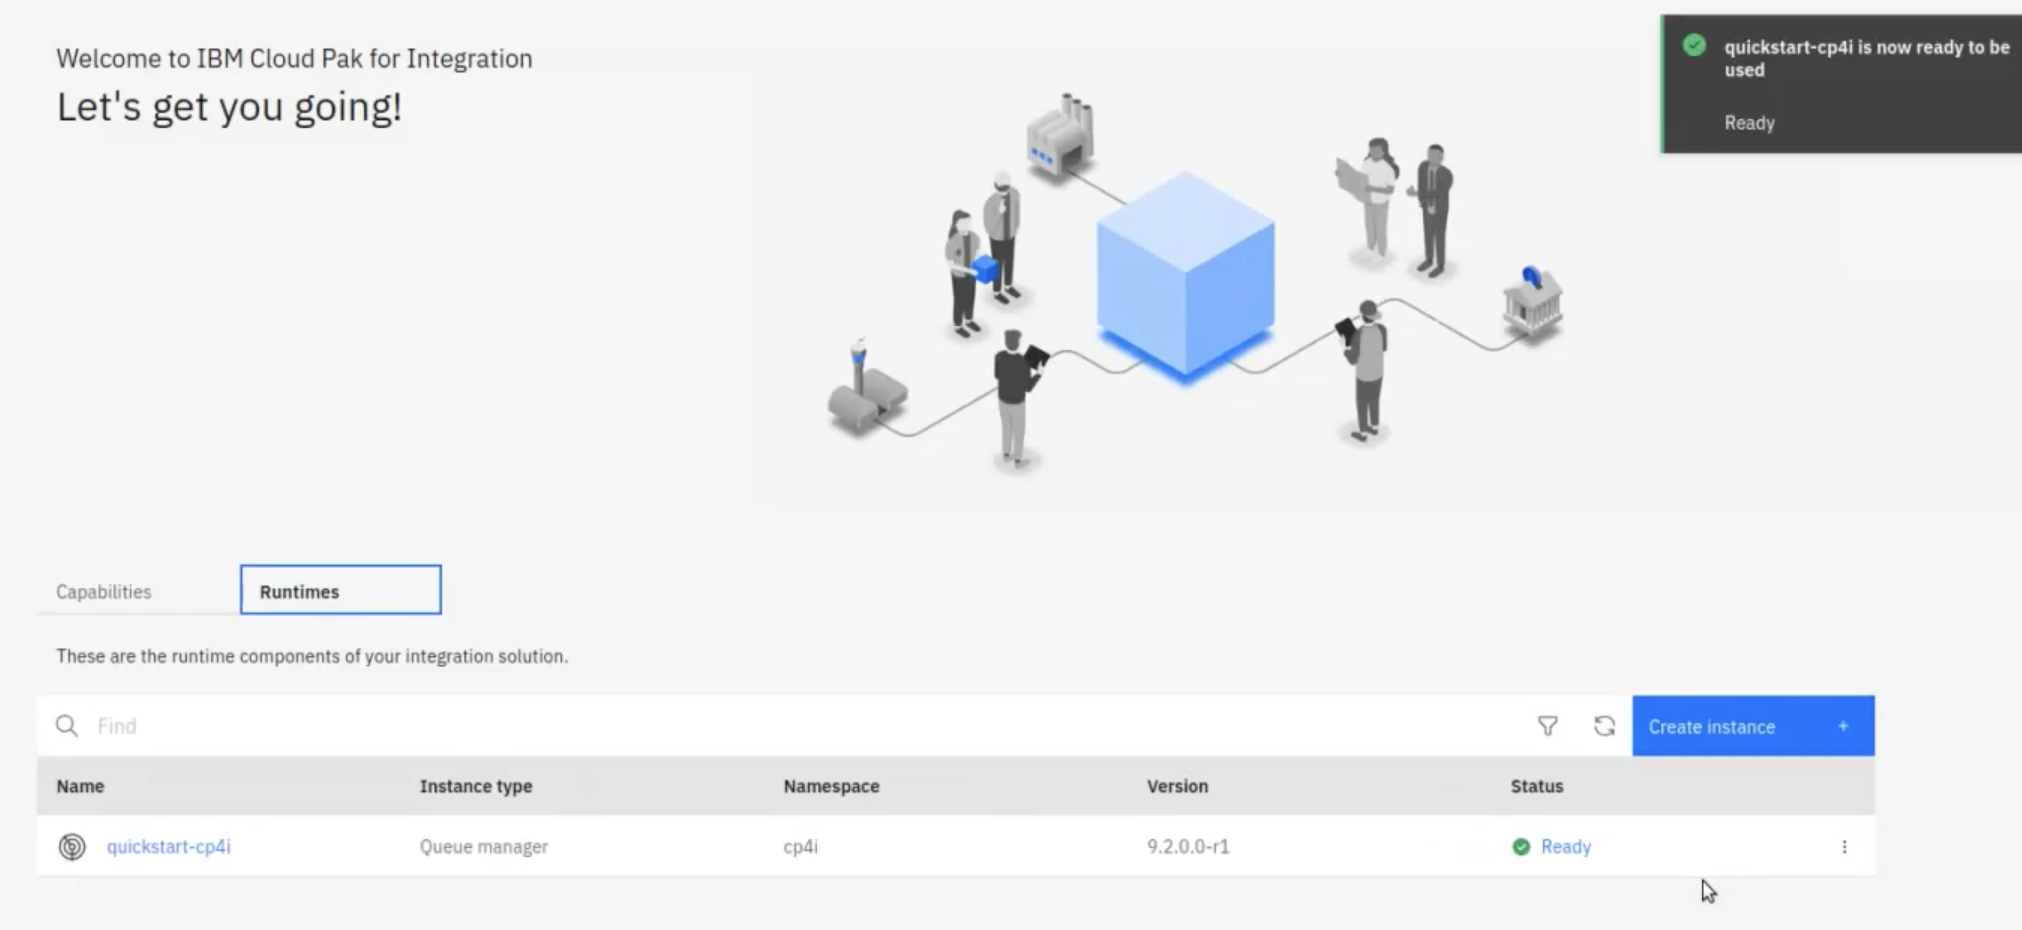 Welcome to IBM Cloud Pak for Integration
Let's get you going!
quickstart-cp4i is now ready to be
used
Ready
Capabilities
Runtimes
These are the runtime components of your integration solution.
Find
Create instance +
Name Instance type Namespace Version Status
quickstart-cp4i Queue manager cp4i 9.2.0.0-r1 Ready